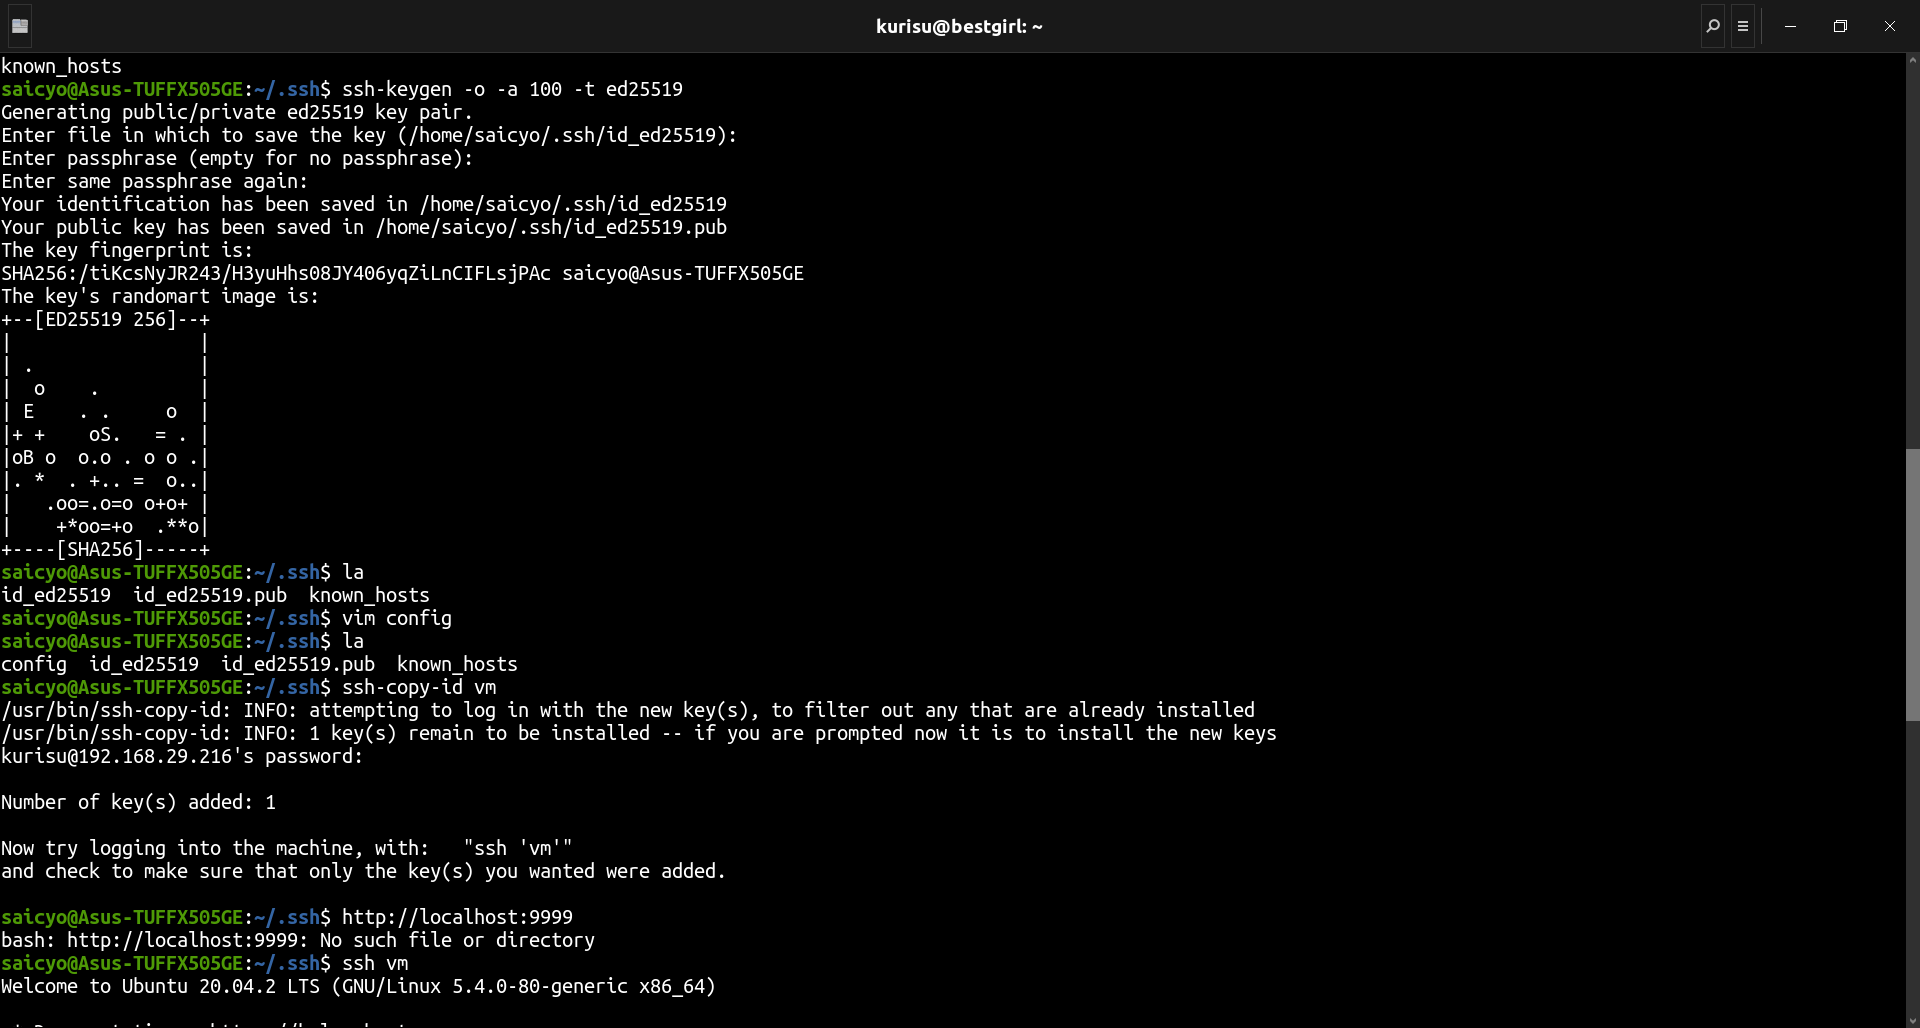 kurisu@bestgirl: ~
known_hosts
saicyo@Asus-TUFFX505GE:~/.ssh$ ssh-keygen -o -a 100 -t ed25519
Generating public/private ed25519 key pair.
Enter file in which to save the key (/home/saicyo/.ssh/id_ed25519):
Enter passphrase (empty for no passphrase):
Enter same passphrase again:
Your identification has been saved in /home/saicyo/.ssh/id_ed25519
Your public key has been saved in /home/saicyo/.ssh/id_ed25519.pub
The key fingerprint is:
SHA256:/tiKcsNyJR243/H3yuHhs08JY406yqZiLnCIFLsjPAc saicyo@Asus-TUFFX505GE
The key's randomart image is:
+--[ED25519 256]--+
|                 |
| .               |
|  o    .         |
| E    . .     o  |
|+ +    oS.   = . |
|oB o  o.o . o o .|
|. *  . +.. =  o..|
|   .oo=.o=o o+o+ |
|    +*oo=+o  .**o|
+----[SHA256]-----+
saicyo@Asus-TUFFX505GE:~/.ssh$ la
id_ed25519  id_ed25519.pub  known_hosts
saicyo@Asus-TUFFX505GE:~/.ssh$ vim config
saicyo@Asus-TUFFX505GE:~/.ssh$ la
config  id_ed25519  id_ed25519.pub  known_hosts
saicyo@Asus-TUFFX505GE:~/.ssh$ ssh-copy-id vm
/usr/bin/ssh-copy-id: INFO: attempting to log in with the new key(s), to filter out any that are already installed
/usr/bin/ssh-copy-id: INFO: 1 key(s) remain to be installed -- if you are prompted now it is to install the new keys
kurisu@192.168.29.216's password:
Number of key(s) added: 1
Now try logging into the machine, with:   "ssh 'vm'"
and check to make sure that only the key(s) you wanted were added.
saicyo@Asus-TUFFX505GE:~/.ssh$ http://localhost:9999
bash: http://localhost:9999: No such file or directory
saicyo@Asus-TUFFX505GE:~/.ssh$ ssh vm
Welcome to Ubuntu 20.04.2 LTS (GNU/Linux 5.4.0-80-generic x86_64)